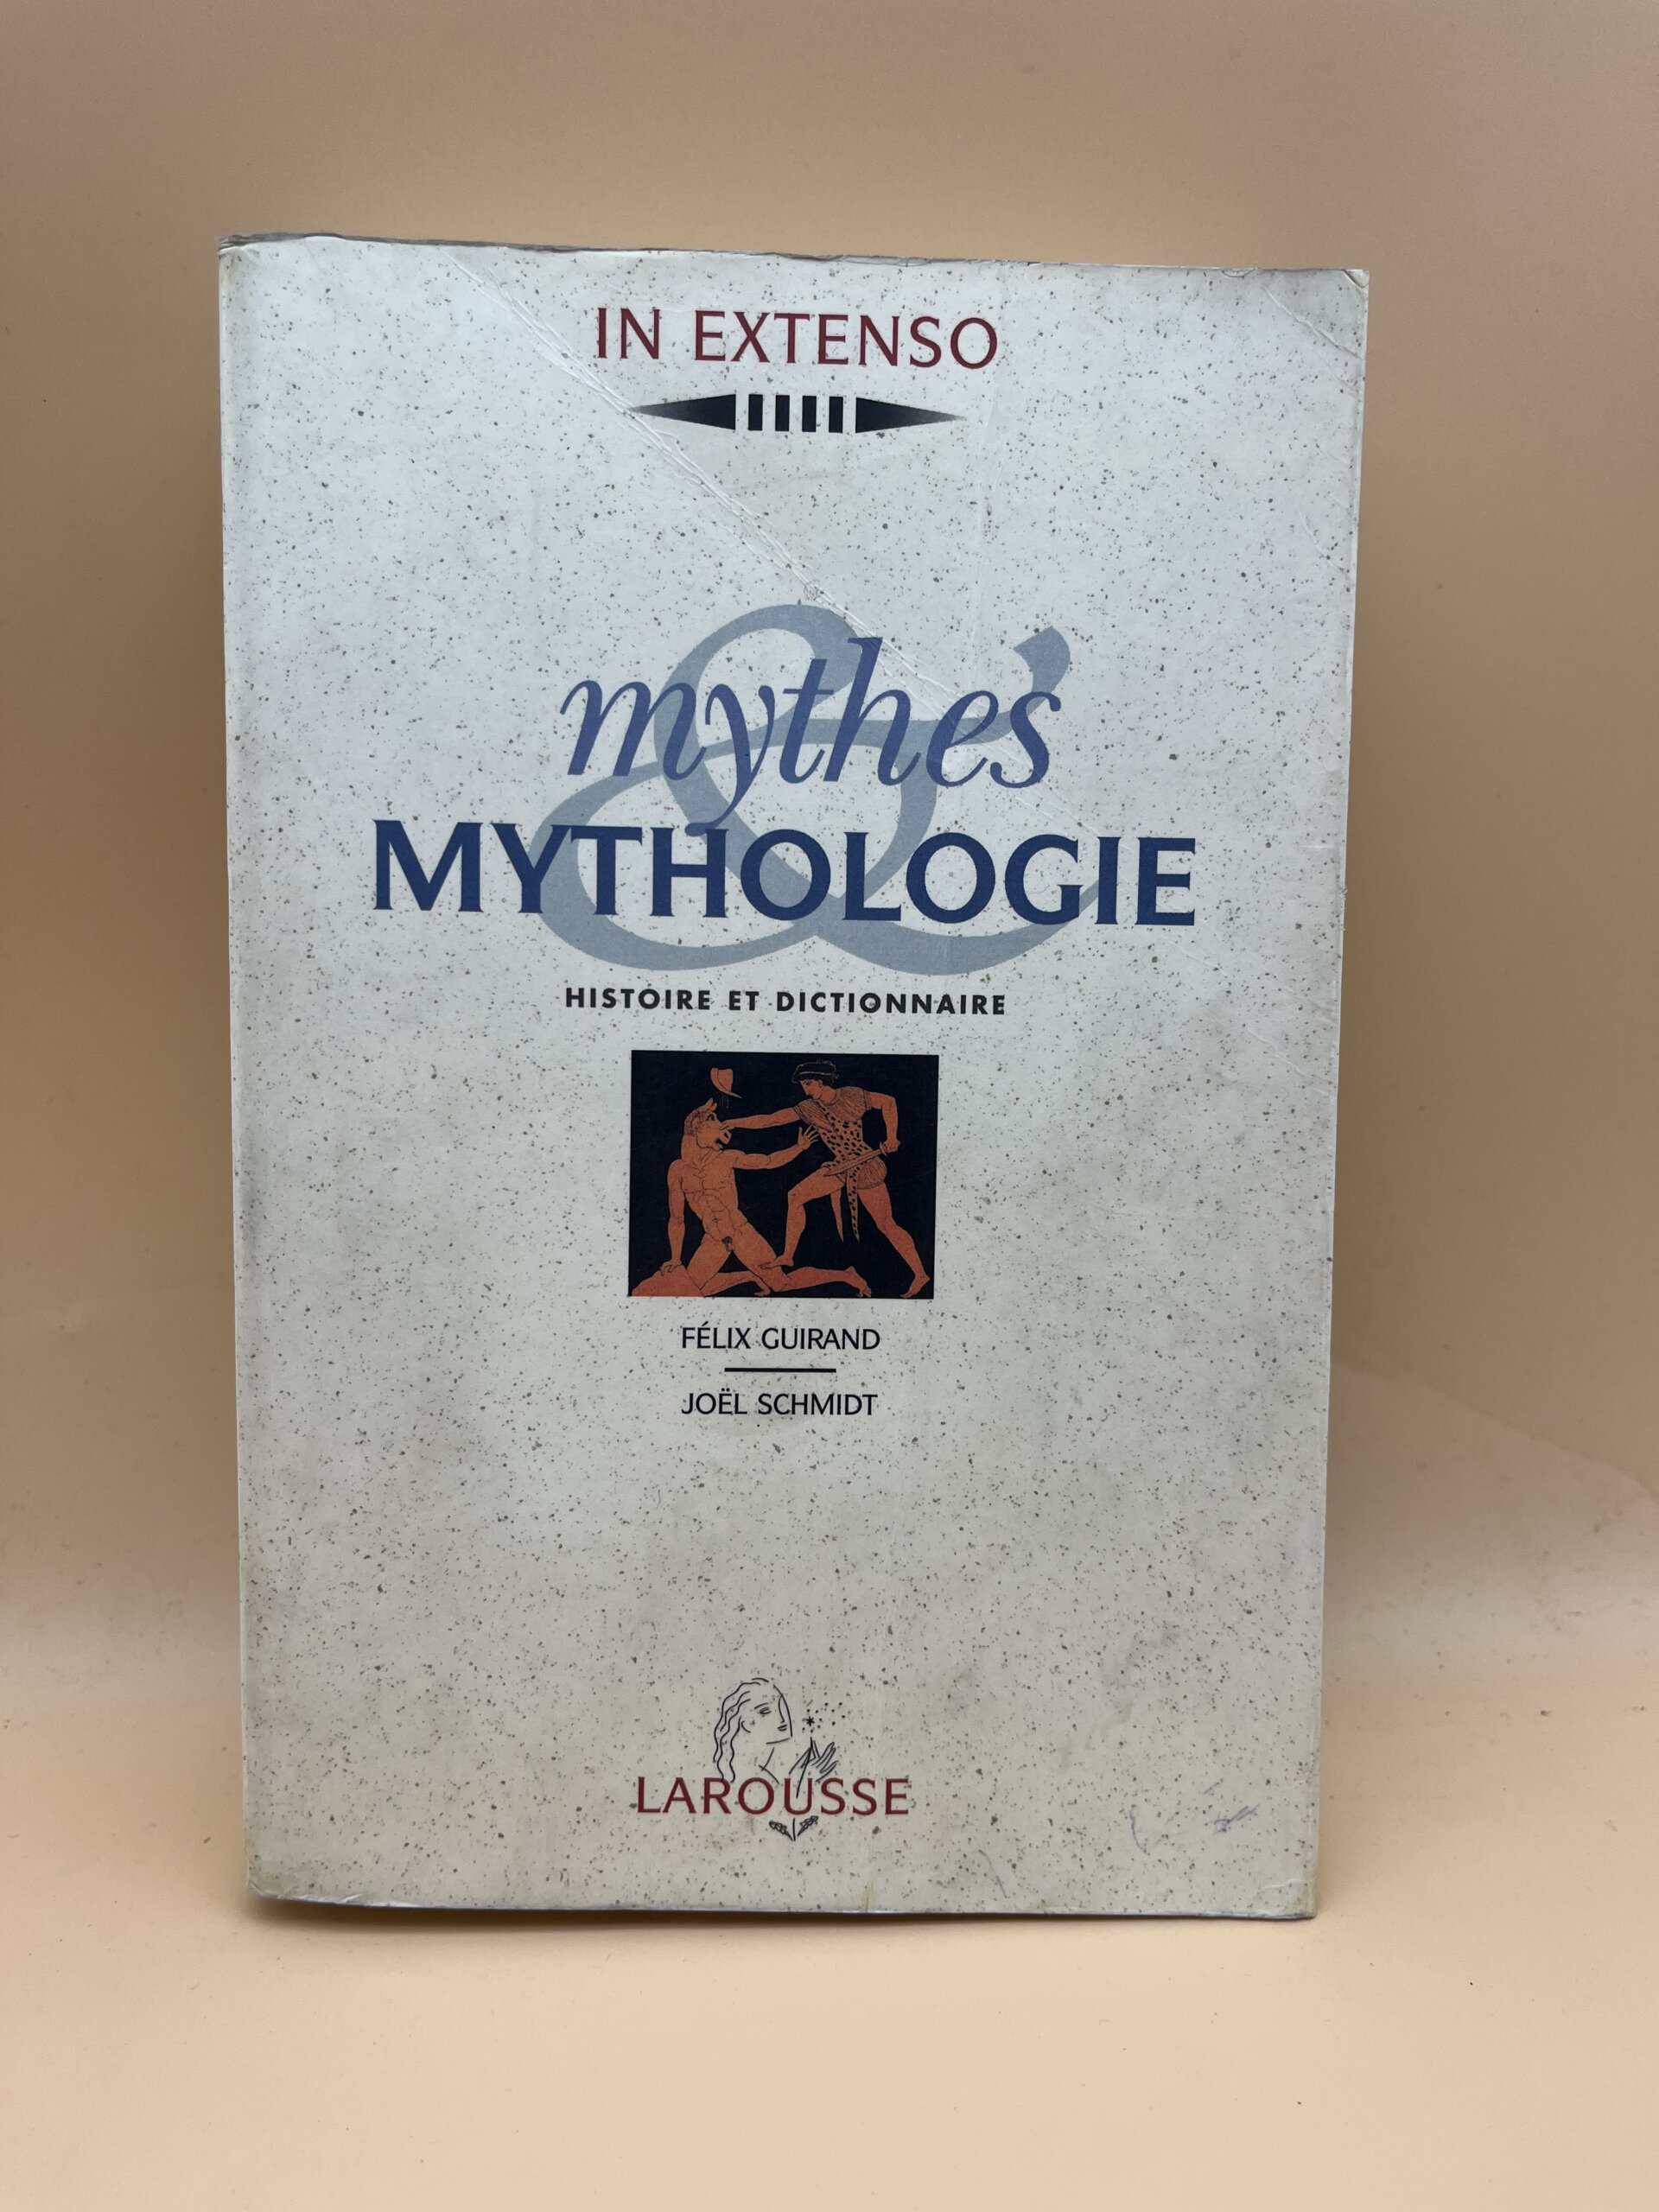 IN EXTENSO
mythes
&
MYTHOLOGIE
HISTOIRE ET DICTIONNAIRE
FÉLIX GUIRAND
JOËL SCHMIDT
LAROUSSE